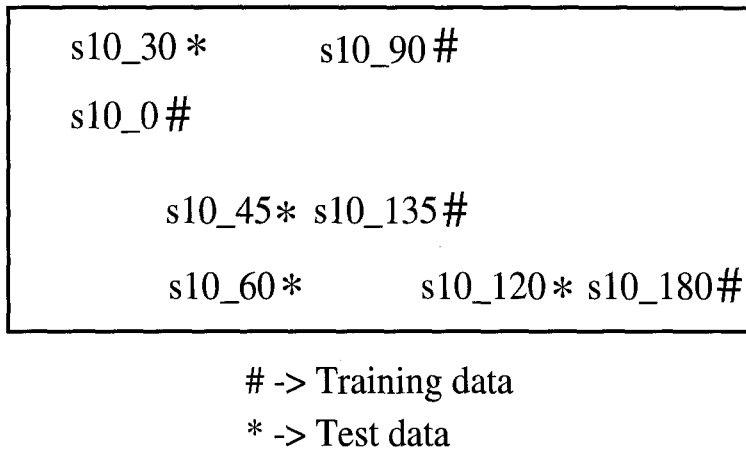 s10_30 * s10_90 #
s10_0 #
s10_45 * s10_135 #
s10_60 * s10_120 * s10_180 #
# -> Training data
* -> Test data